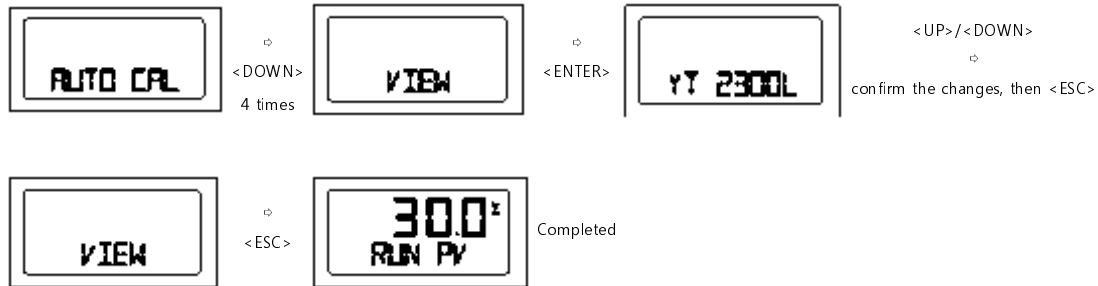 AUTO CAL
⇨
<DOWN>
4 times
VIEW
⇨
<ENTER>
YT 2300L
<UP>/<DOWN>
⇨
confirm the changes, then <ESC>
VIEW
⇨
<ESC>
30.0%
RUN PV
Completed